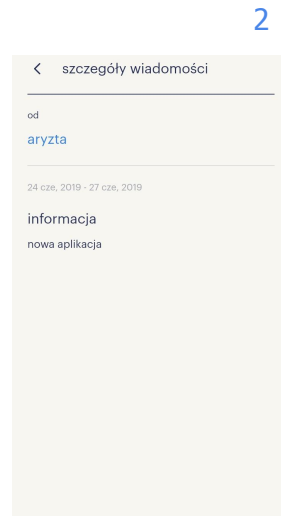 2
szczegóły wiadomości
od
aryzta
24 cze, 2019 - 27 cze, 2019
informacja
nowa aplikacja